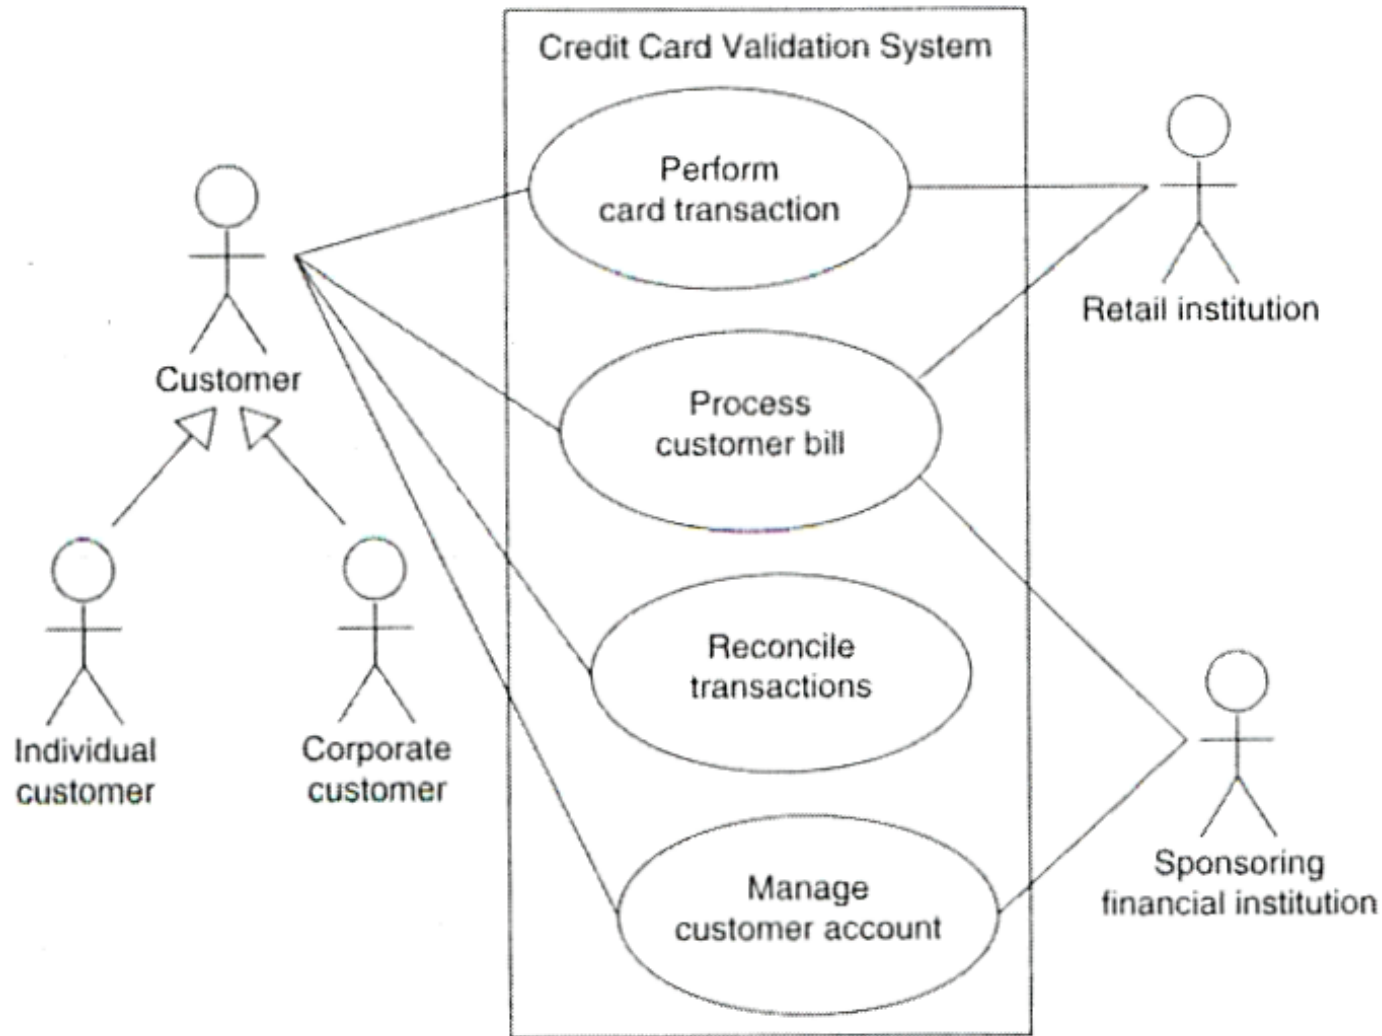 Credit Card Validation System
Perform
card transaction
Retail institution
Customer
Process
customer bill
Reconcile
transactions
Individual
customer
Corporate
customer
Manage
customer account
Sponsoring
financial institution